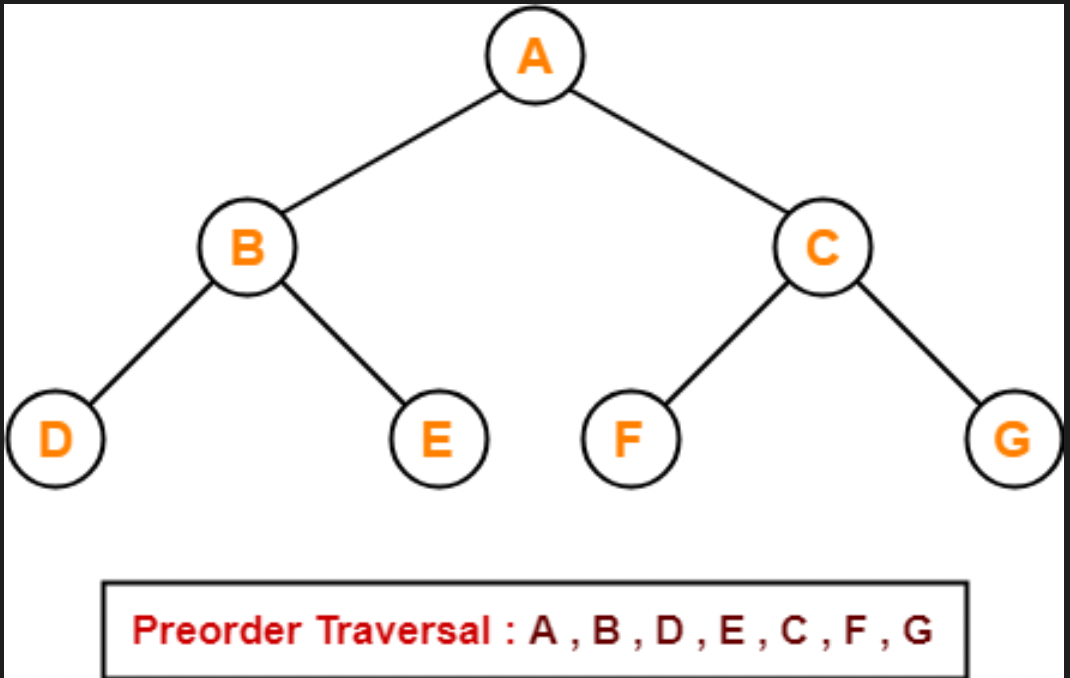 A
B
C
D
E
F
G
Preorder Traversal : A , B , D , E , C , F , G